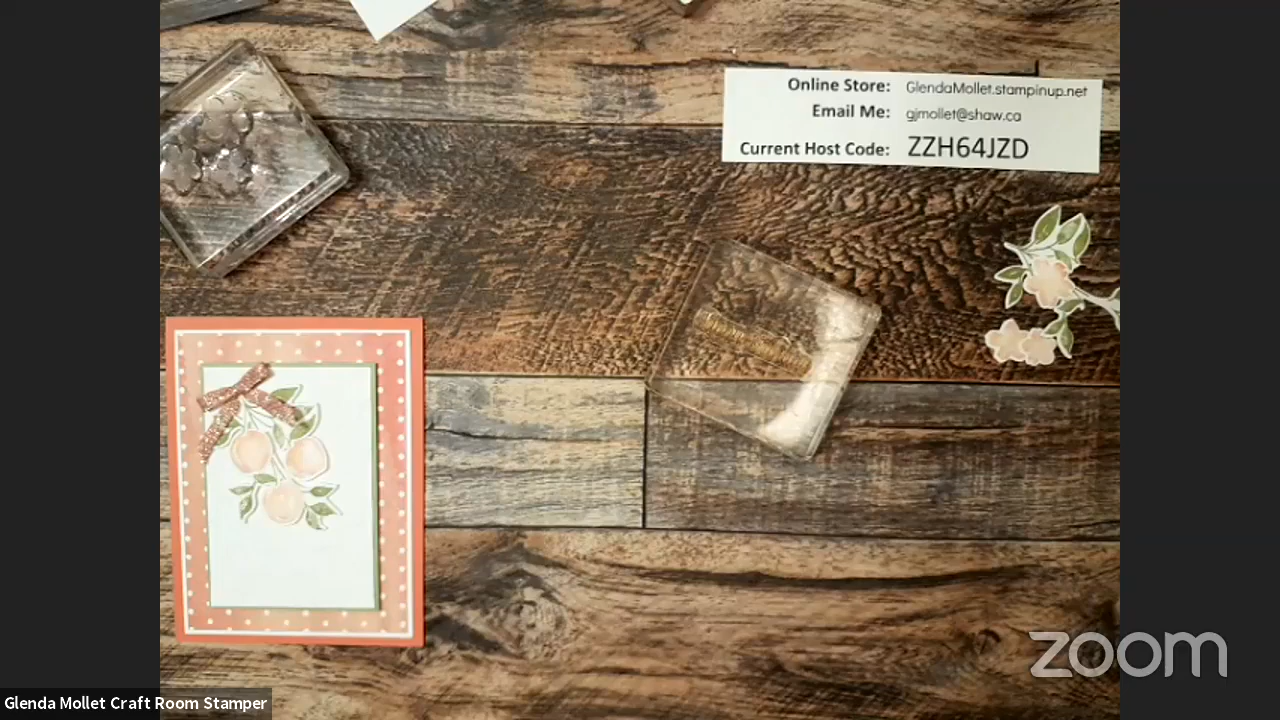 Online Store: GlendaMollet.stampinup.net
Email Me: gjmollet@shaw.ca
Current Host Code: ZZH64JZD
zoom
Glenda Mollet Craft Room Stamper